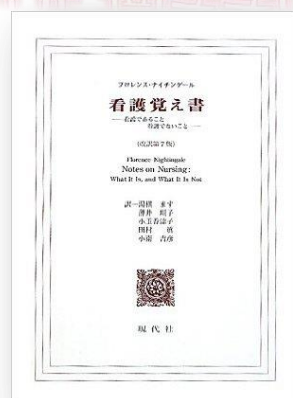 フロレンス・ナイチンゲール
看護覚え書
―看護であること
看護でないこと―
(改訳第7版)
Florence Nightingale
Notes on Nursing:
What It Is, and What It Is Not
訳―湯槇 ます
薄井 坦子
小玉香津子
田村 眞
小南 吉彦
現代社